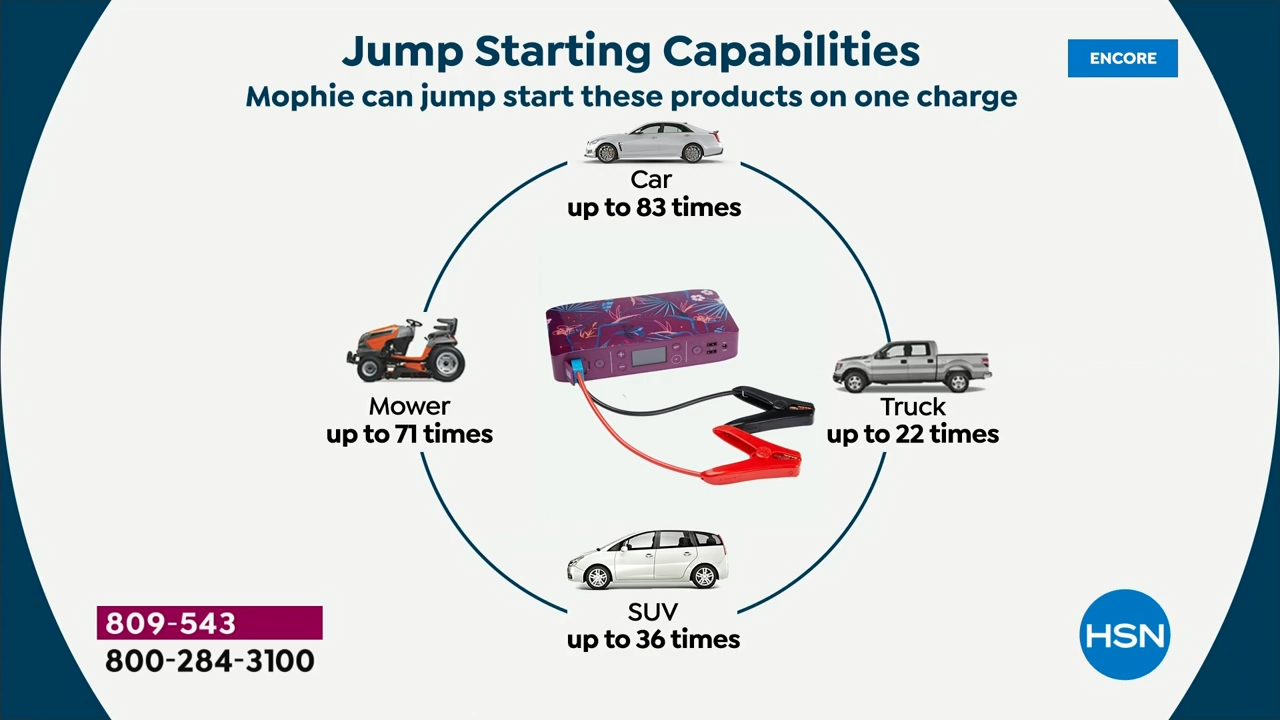 Jump Starting Capabilities
ENCORE
Mophie can jump start these products on one charge
Car
up to 83 times
Mower
up to 71 times
Truck
up to 22 times
SUV
up to 36 times
809-543
800-284-3100
HSN